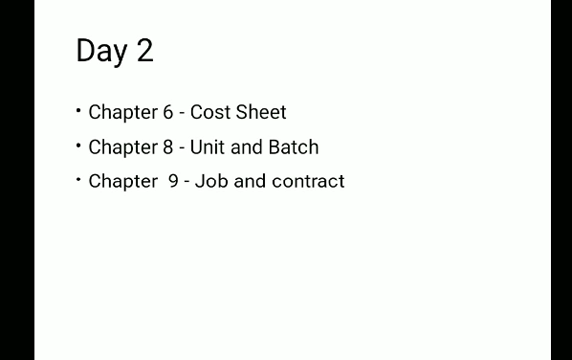 Day 2
• Chapter 6 - Cost Sheet
• Chapter 8 - Unit and Batch
• Chapter 9 - Job and contract